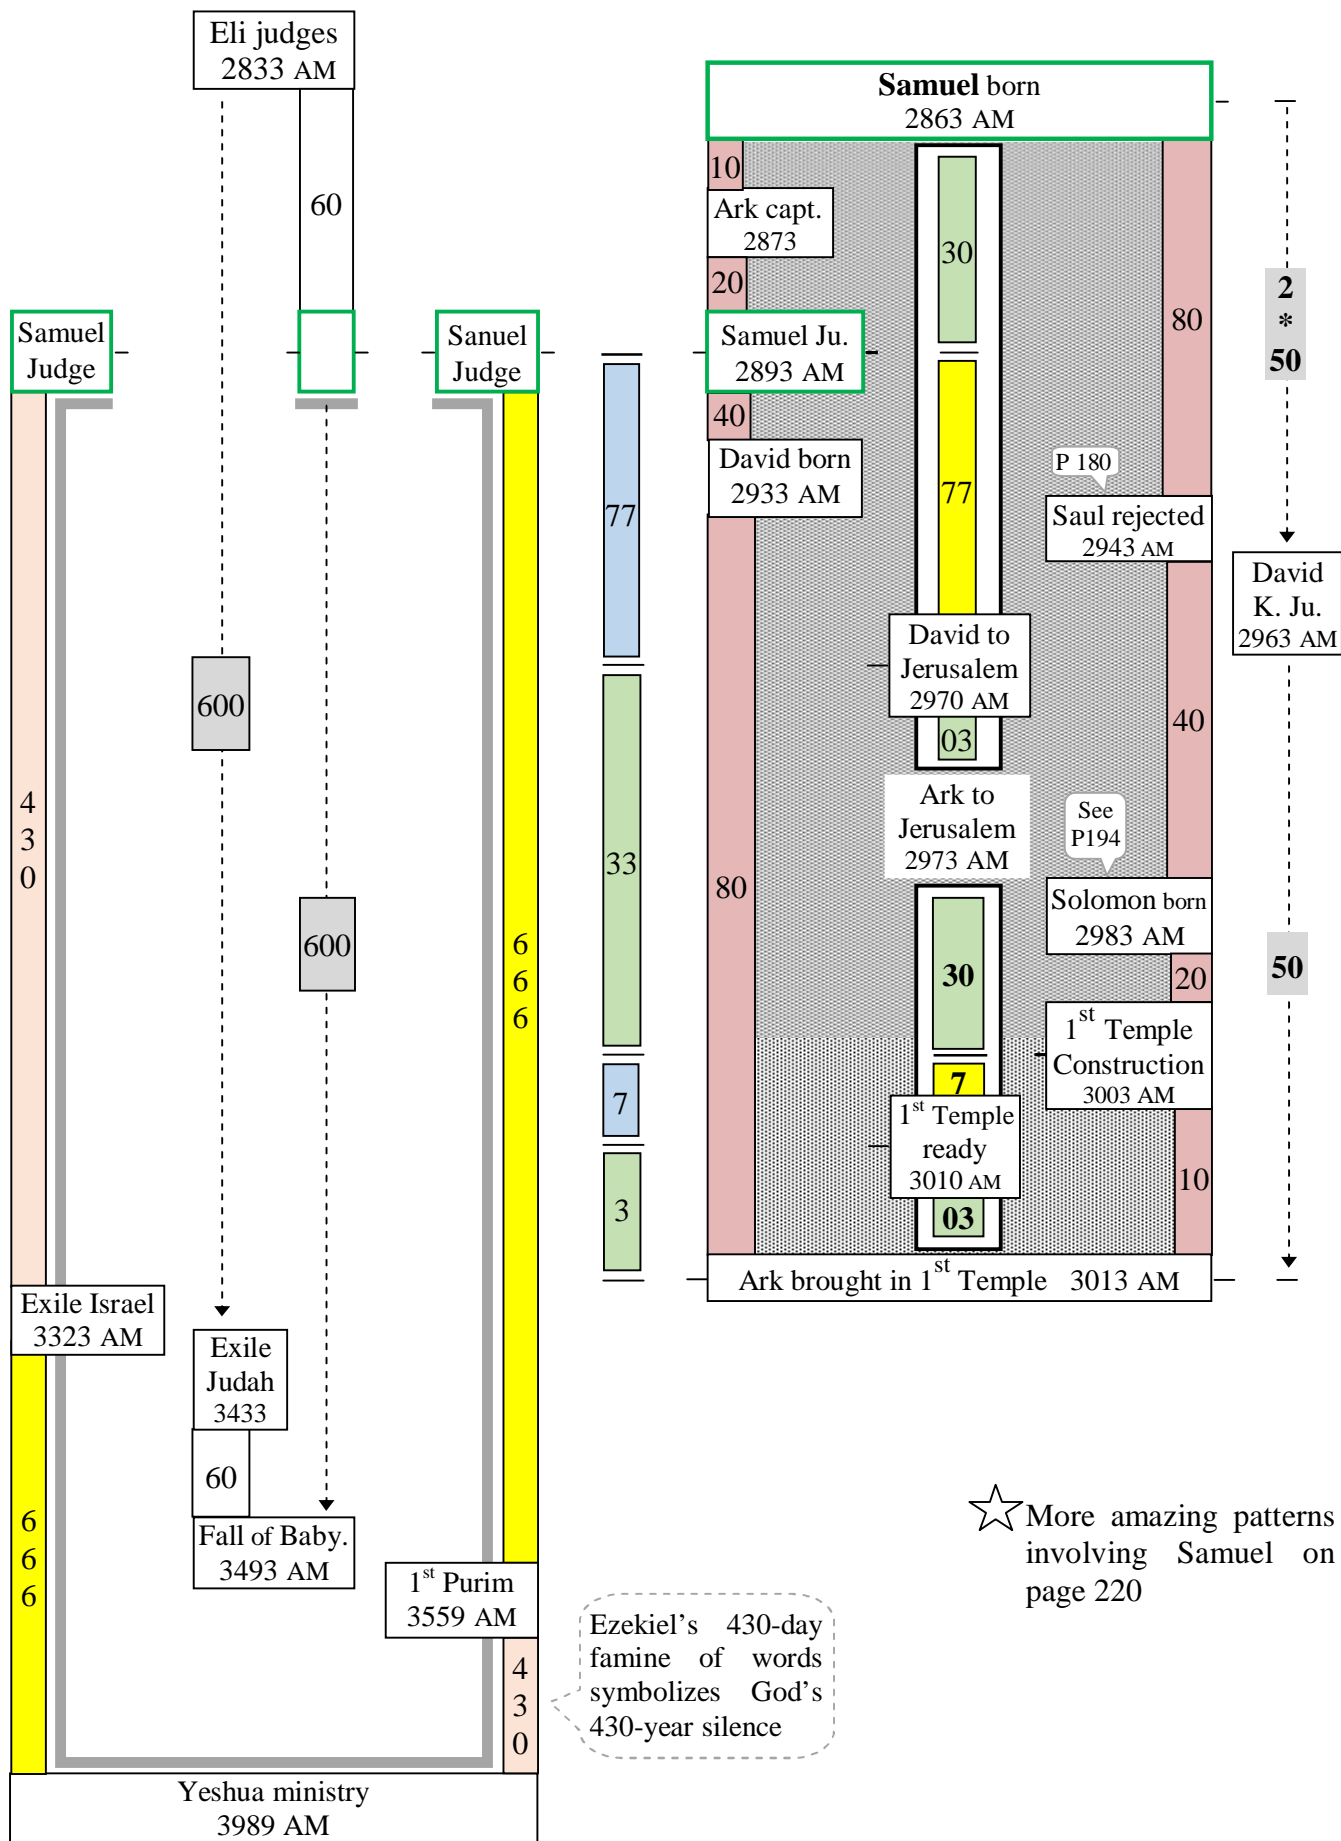 Eli judges
2833 AM
60
Samuel
Judge
Sanuel
Judge
600
600
4
3
0
6
6
6
Exile Israel
3323 AM
Exile
Judah
3433
60
Fall of Baby.
3493 AM
6
6
6
1st Purim
3559 AM
4
3
0
Yeshua ministry
3989 AM
Ezekiel’s 430-day
famine of words
symbolizes God’s
430-year silence
77
33
7
3
Samuel born
2863 AM
10
Ark capt.
2873
20
Samuel Ju.
2893 AM
40
David born
2933 AM
80
30
77
David to
Jerusalem
2970 AM
03
Ark to
Jerusalem
2973 AM
30
7
1st Temple
ready
3010 AM
03
80
P 180
Saul rejected
2943 AM
40
See
P194
Solomon born
2983 AM
20
1st Temple
Construction
3003 AM
10
Ark brought in 1st Temple 3013 AM
2
*
50
David
K. Ju.
2963 AM
50
More amazing patterns
involving Samuel on
page 220